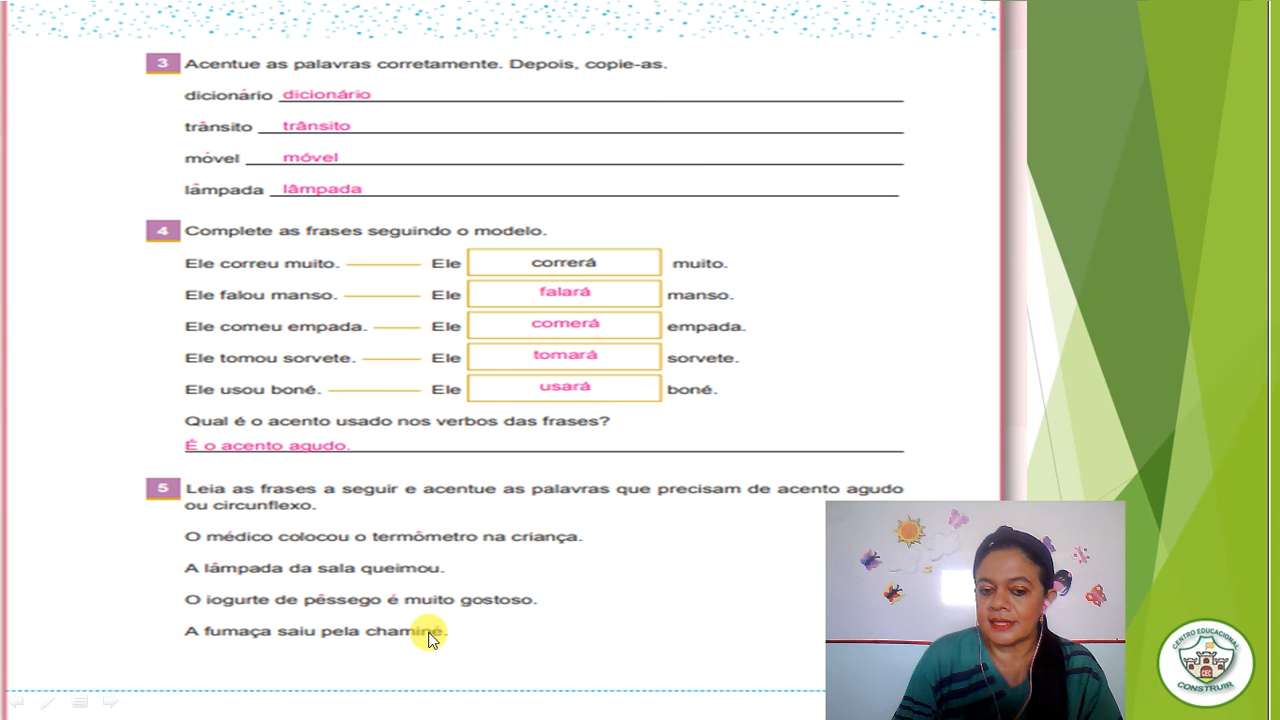 3 Acentue as palavras corretamente. Depois, copie-as.
dicionário dicionário
trânsito trânsito
móvel móvel
lâmpada lâmpada
4 Complete as frases seguindo o modelo.
Ele correu muito. Ele correrá muito.
Ele falou manso. Ele falará manso.
Ele comeu empada. Ele comerá empada.
Ele tomou sorvete. Ele tomará sorvete.
Ele usou boné. Ele usará boné.
Qual é o acento usado nos verbos das frases?
É o acento agudo.
5 Leia as frases a seguir e acentue as palavras que precisam de acento agudo
ou circunflexo.
O médico colocou o termômetro na criança.
A lâmpada da sala queimou.
O iogurte de pêssego é muito gostoso.
A fumaça saiu pela chaminé.
CENTRO EDUCACIONAL
CONSTRUIR